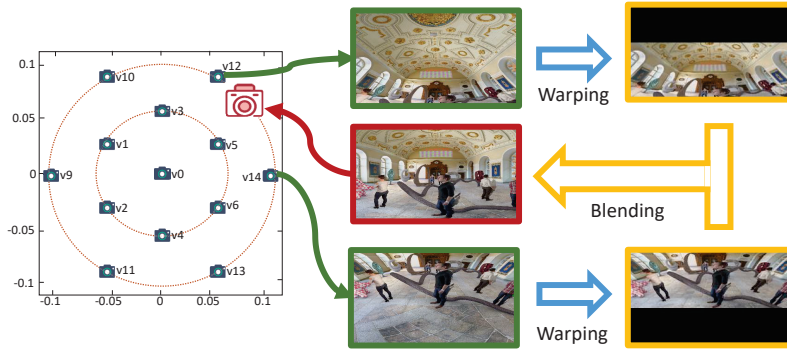 0.1
0.05
0
-0.05
-0.1
-0.1
-0.05
0
0.05
0.1
v10
v12
v3
v1
v5
v9
v0
v14
v2
v6
v4
v11
v13
Warping
Blending
Warping